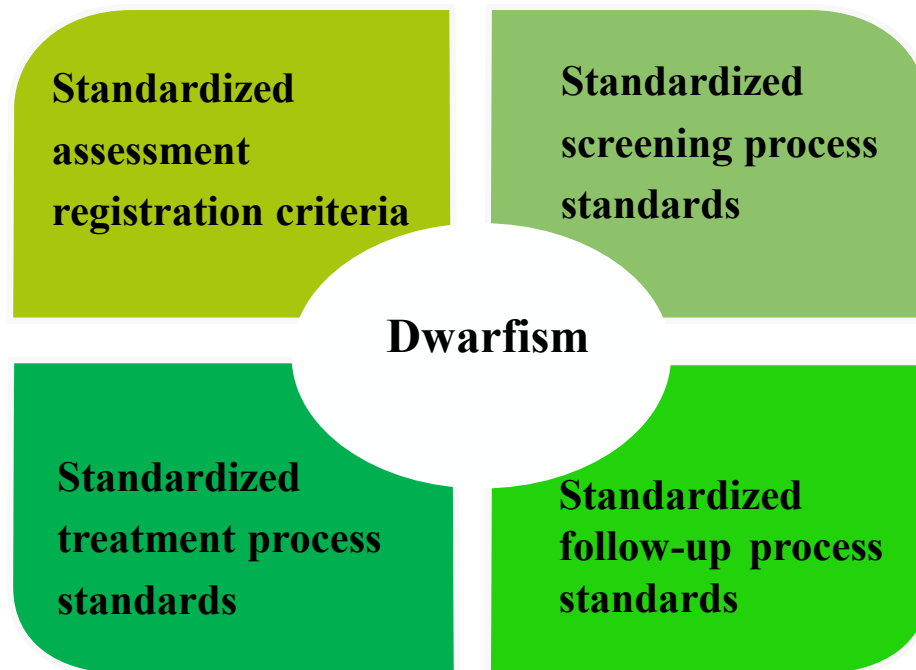 Standardized
assessment
registration criteria
Standardized
screening process
standards
Dwarfism
Standardized
treatment process
standards
Standardized
follow-up process
standards